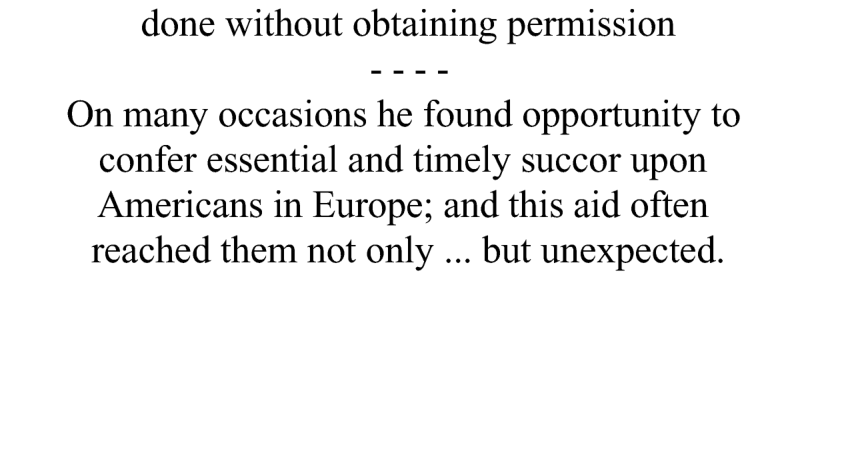 done without obtaining permission
- - - -
On many occasions he found opportunity to
confer essential and timely succor upon
Americans in Europe; and this aid often
reached them not only ... but unexpected.